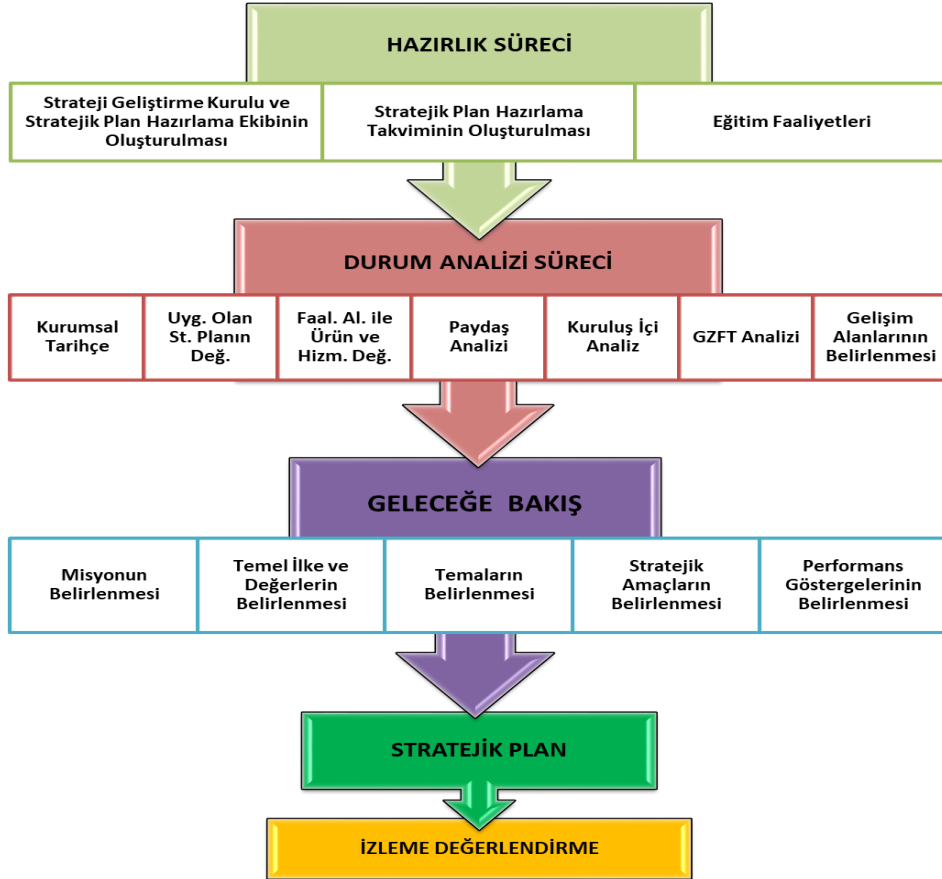 HAZIRLIK SÜRECİ
Strateji Geliştirme Kurulu ve
Stratejik Plan Hazırlama Ekibinin
Oluşturulması
Stratejik Plan Hazırlama
Takviminin Oluşturulması
Eğitim Faaliyetleri
DURUM ANALİZİ SÜRECİ
Kurumsal
Tarihçe
Uyg. Olan
St. Planın
Değ.
Faal. Al. ile
Ürün ve
Hizm. Değ.
Paydaş
Analizi
Kuruluş İçi
Analiz
GZFT Analizi
Gelişim
Alanlarının
Belirlenmesi
GELECEĞE BAKIŞ
Misyonun
Belirlenmesi
Temel İlke ve
Değerlerin
Belirlenmesi
Temaların
Belirlenmesi
Stratejik
Amaçların
Belirlenmesi
Performans
Göstergelerinin
Belirlenmesi
STRATEJİK PLAN
İZLEME DEĞERLENDİRME